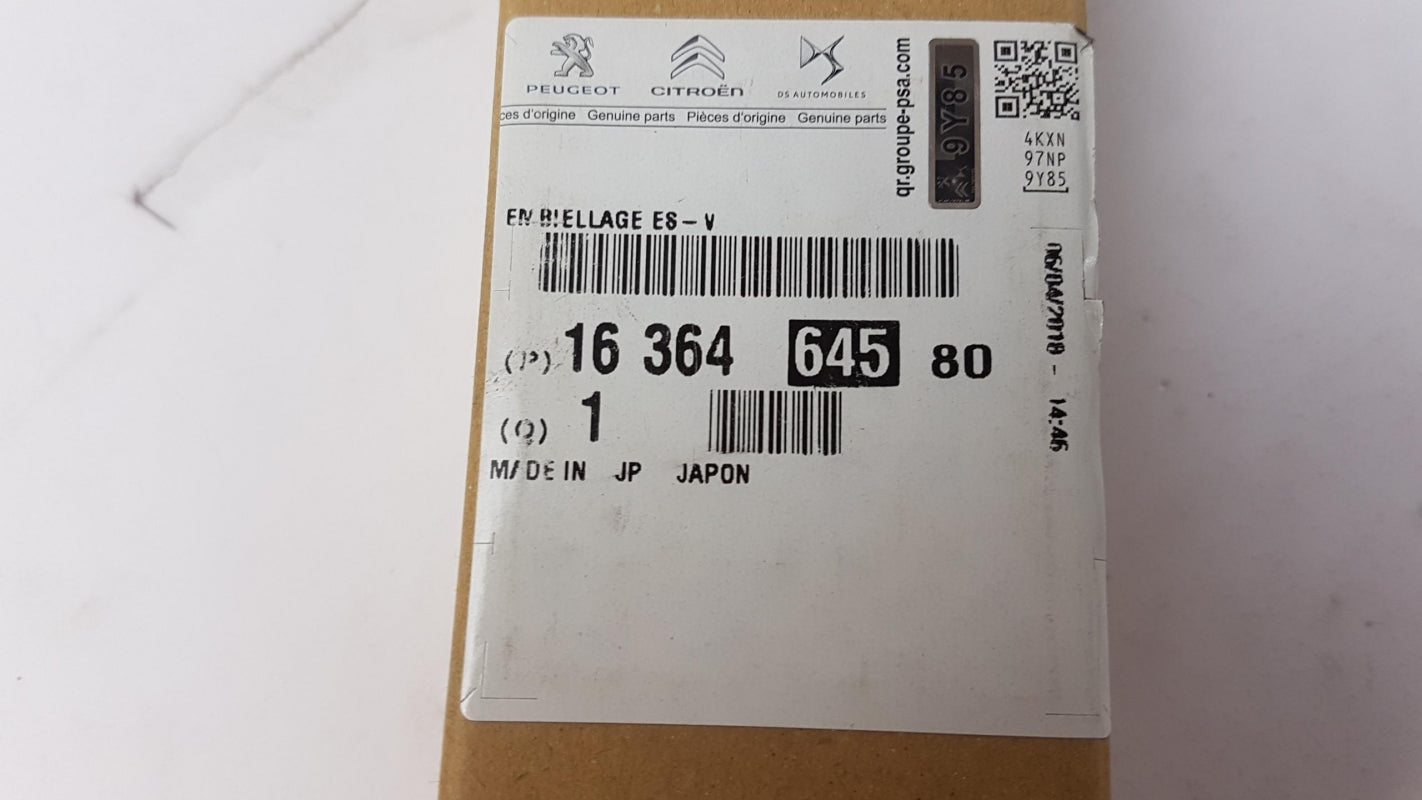 PEUGEOT
CITROËN
DS AUTOMOBILES
ces d'origine Genuine parts Pièces d'origine Genuine parts
qr.groupe-psa.com
9Y85
4KXN
97NP
9Y85
EMBIELLAGE ES-V
06/04/2018 - 14:46
(P) 16 364 645 80
(Q) 1
MADE IN JP JAPON